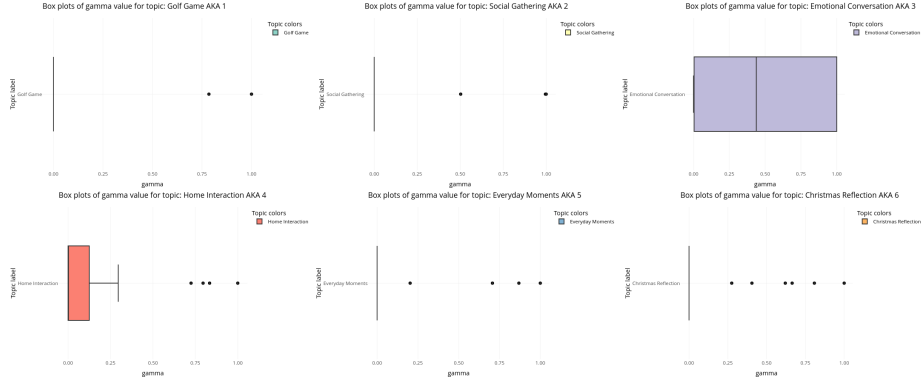 Box plots of gamma value for topic: Golf Game AKA 1
Topic colors
Golf Game
Topic label
Golf Game
0.00 0.25 0.50 0.75 1.00
gamma
Box plots of gamma value for topic: Social Gathering AKA 2
Topic colors
Social Gathering
Topic label
Social Gathering
0.00 0.25 0.50 0.75 1.00
gamma
Box plots of gamma value for topic: Emotional Conversation AKA 3
Topic colors
Emotional Conversation
Topic label
Emotional Conversation
0.00 0.25 0.50 0.75 1.00
gamma
Box plots of gamma value for topic: Home Interaction AKA 4
Topic colors
Home Interaction
Topic label
Home Interaction
0.00 0.25 0.50 0.75 1.00
gamma
Box plots of gamma value for topic: Everyday Moments AKA 5
Topic colors
Everyday Moments
Topic label
Everyday Moments
0.00 0.25 0.50 0.75 1.00
gamma
Box plots of gamma value for topic: Christmas Reflection AKA 6
Topic colors
Christmas Reflection
Topic label
Christmas Reflection
0.00 0.25 0.50 0.75 1.00
gamma